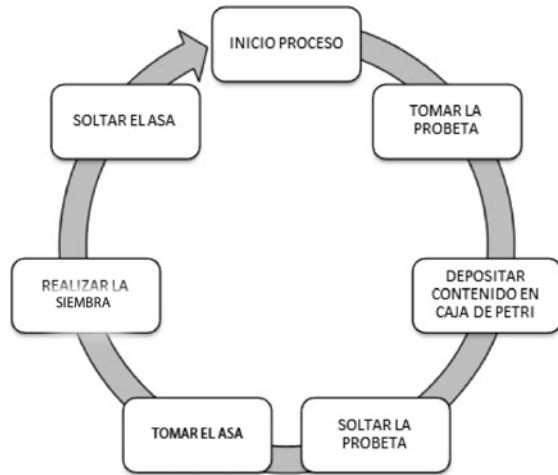 INICIO PROCESO
TOMAR LA
PROBETA
DEPOSITAR
CONTENIDO EN
CAJA DE PETRI
SOLTAR LA
PROBETA
TOMAR EL ASA
REALIZAR LA
SIEMBRA
SOLTAR EL ASA